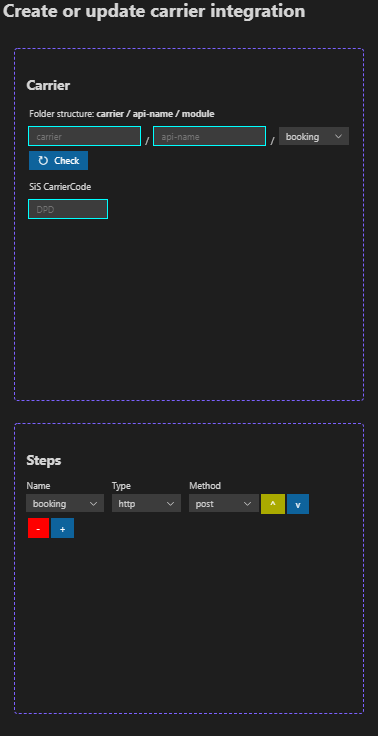 Create or update carrier integration
Carrier
Folder structure: carrier / api-name / module
carrier / api-name / booking
Check
SiS CarrierCode
DPD
Steps
Name Type Method
booking http post ^ v
- +